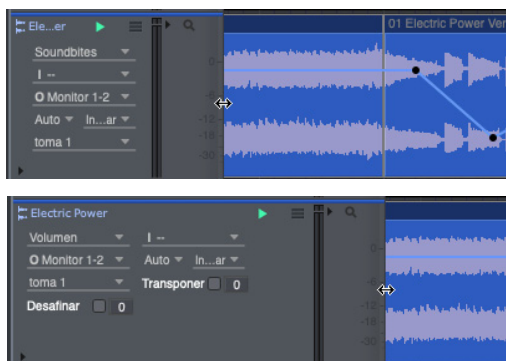 Ele...er
01 Electric Power Ver
Soundbites
I --
O Monitor 1-2
Auto In...ar
toma 1
0-
-6-
-12-
-18-
-30-
Electric Power
Volumen I --
O Monitor 1-2 Auto In...ar
toma 1 Transponer 0
Desafinar 0
0-
-12-
-18-
-30-